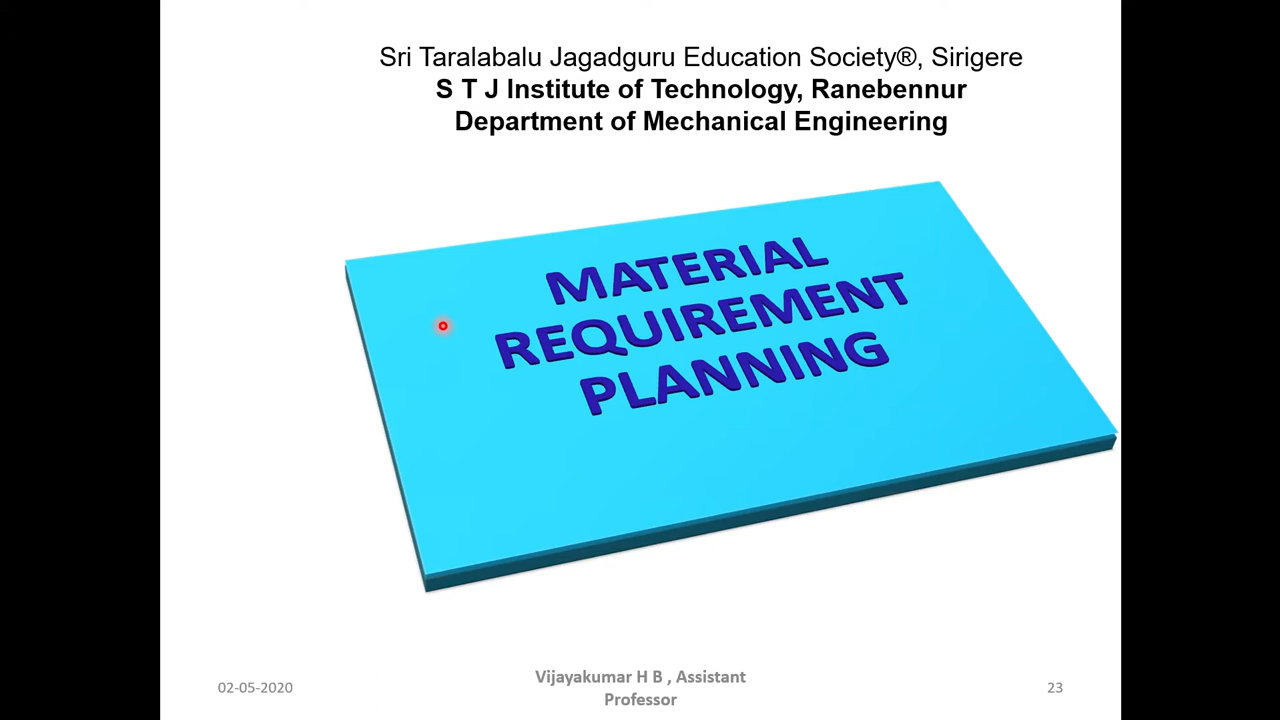 Sri Taralabalu Jagadguru Education Society®, Sirigere
S T J Institute of Technology, Ranebennur
Department of Mechanical Engineering
MATERIAL
REQUIREMENT
PLANNING
02-05-2020
Vijayakumar H B , Assistant
Professor
23